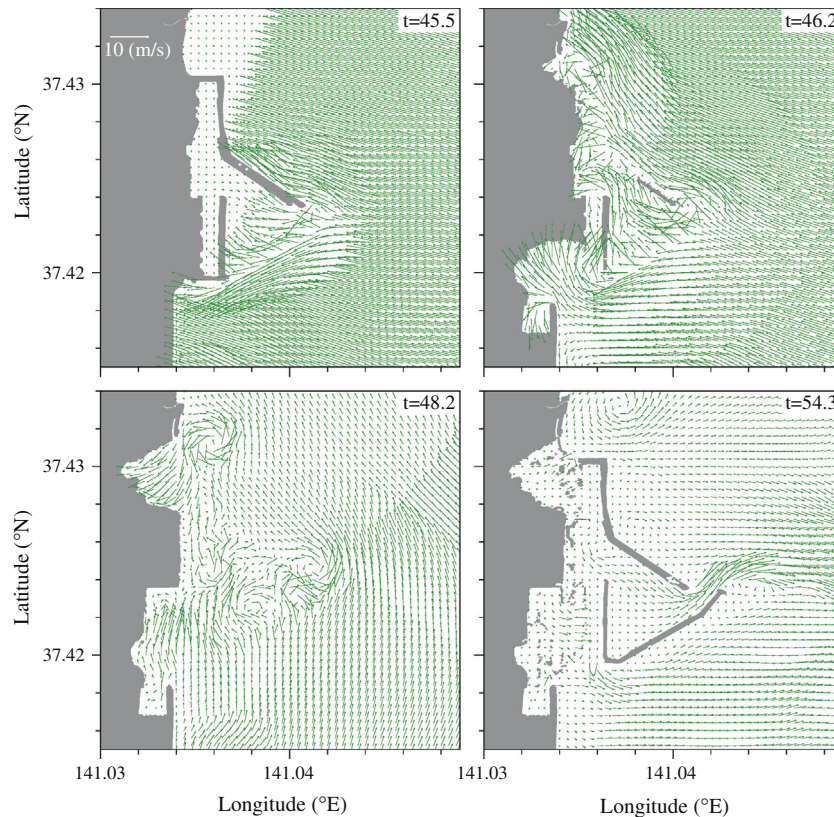 t=45.5
t=46.2
10 (m/s)
37.43
37.42
Latitude (°N)
t=48.2
t=54.3
37.43
37.42
Latitude (°N)
141.03
141.04
141.03
141.04
Longitude (°E)
Longitude (°E)